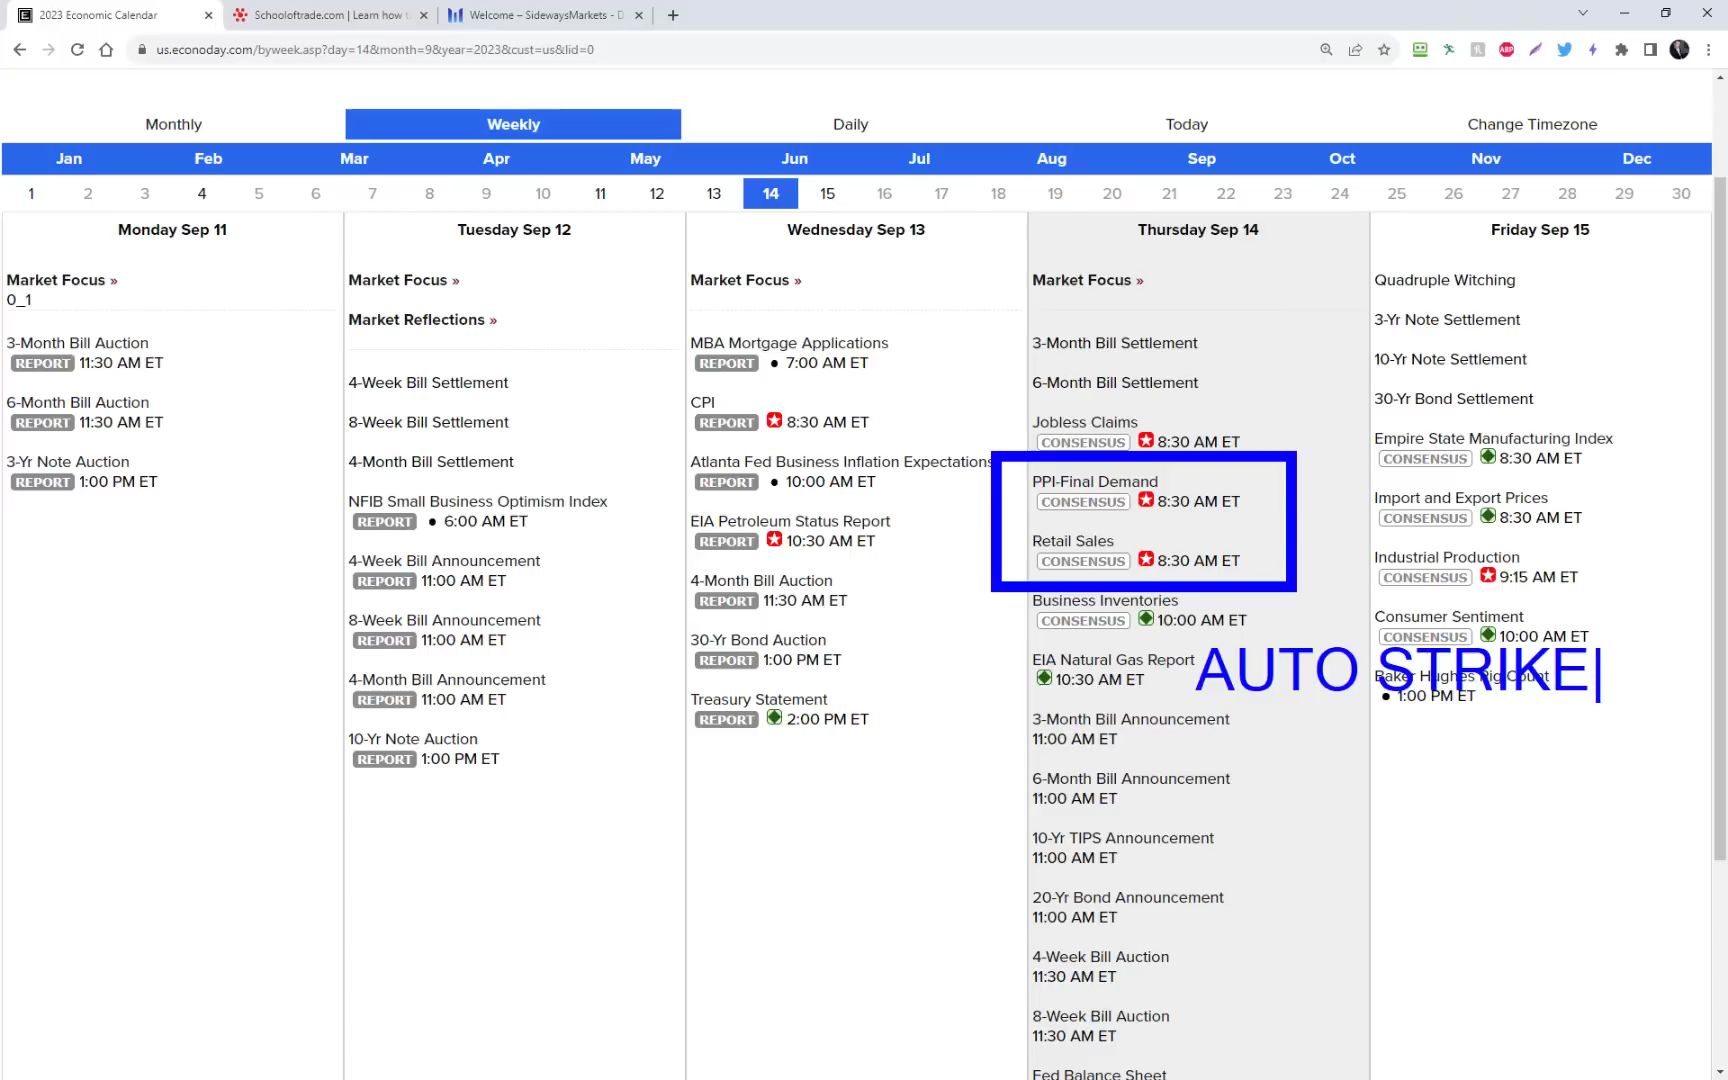 2023 Economic Calendar
Schooloftrade.com | Learn how t
Welcome – SidewaysMarkets - D
us.econoday.com/byweek.asp?day=14&month=9&year=2023&cust=us&lid=0
ABP
Monthly
Weekly
Daily
Today
Change Timezone
Jan Feb Mar Apr May Jun Jul Aug Sep Oct Nov Dec
1 2 3 4 5 6 7 8 9 10 11 12 13 14 15 16 17 18 19 20 21 22 23 24 25 26 27 28 29 30
Monday Sep 11
Market Focus »
0_1
3-Month Bill Auction
REPORT 11:30 AM ET
6-Month Bill Auction
REPORT 11:30 AM ET
3-Yr Note Auction
REPORT 1:00 PM ET
Tuesday Sep 12
Market Focus »
Market Reflections »
4-Week Bill Settlement
8-Week Bill Settlement
4-Month Bill Settlement
NFIB Small Business Optimism Index
REPORT • 6:00 AM ET
4-Week Bill Announcement
REPORT 11:00 AM ET
8-Week Bill Announcement
REPORT 11:00 AM ET
4-Month Bill Announcement
REPORT 11:00 AM ET
10-Yr Note Auction
REPORT 1:00 PM ET
Wednesday Sep 13
Market Focus »
MBA Mortgage Applications
REPORT • 7:00 AM ET
CPI
REPORT 8:30 AM ET
Atlanta Fed Business Inflation Expectations
REPORT • 10:00 AM ET
EIA Petroleum Status Report
REPORT 10:30 AM ET
4-Month Bill Auction
REPORT 11:30 AM ET
30-Yr Bond Auction
REPORT 1:00 PM ET
Treasury Statement
REPORT 2:00 PM ET
Thursday Sep 14
Market Focus »
3-Month Bill Settlement
6-Month Bill Settlement
Jobless Claims
CONSENSUS 8:30 AM ET
PPI-Final Demand
CONSENSUS 8:30 AM ET
Retail Sales
CONSENSUS 8:30 AM ET
Business Inventories
CONSENSUS 10:00 AM ET
EIA Natural Gas Report
10:30 AM ET
3-Month Bill Announcement
11:00 AM ET
6-Month Bill Announcement
11:00 AM ET
10-Yr TIPS Announcement
11:00 AM ET
20-Yr Bond Announcement
11:00 AM ET
4-Week Bill Auction
11:30 AM ET
8-Week Bill Auction
11:30 AM ET
Fed Balance Sheet
Friday Sep 15
Quadruple Witching
3-Yr Note Settlement
10-Yr Note Settlement
30-Yr Bond Settlement
Empire State Manufacturing Index
CONSENSUS 8:30 AM ET
Import and Export Prices
CONSENSUS 8:30 AM ET
Industrial Production
CONSENSUS 9:15 AM ET
Consumer Sentiment
CONSENSUS 10:00 AM ET
Baker Hughes Rig Count
• 1:00 PM ET
AUTO STRIKE